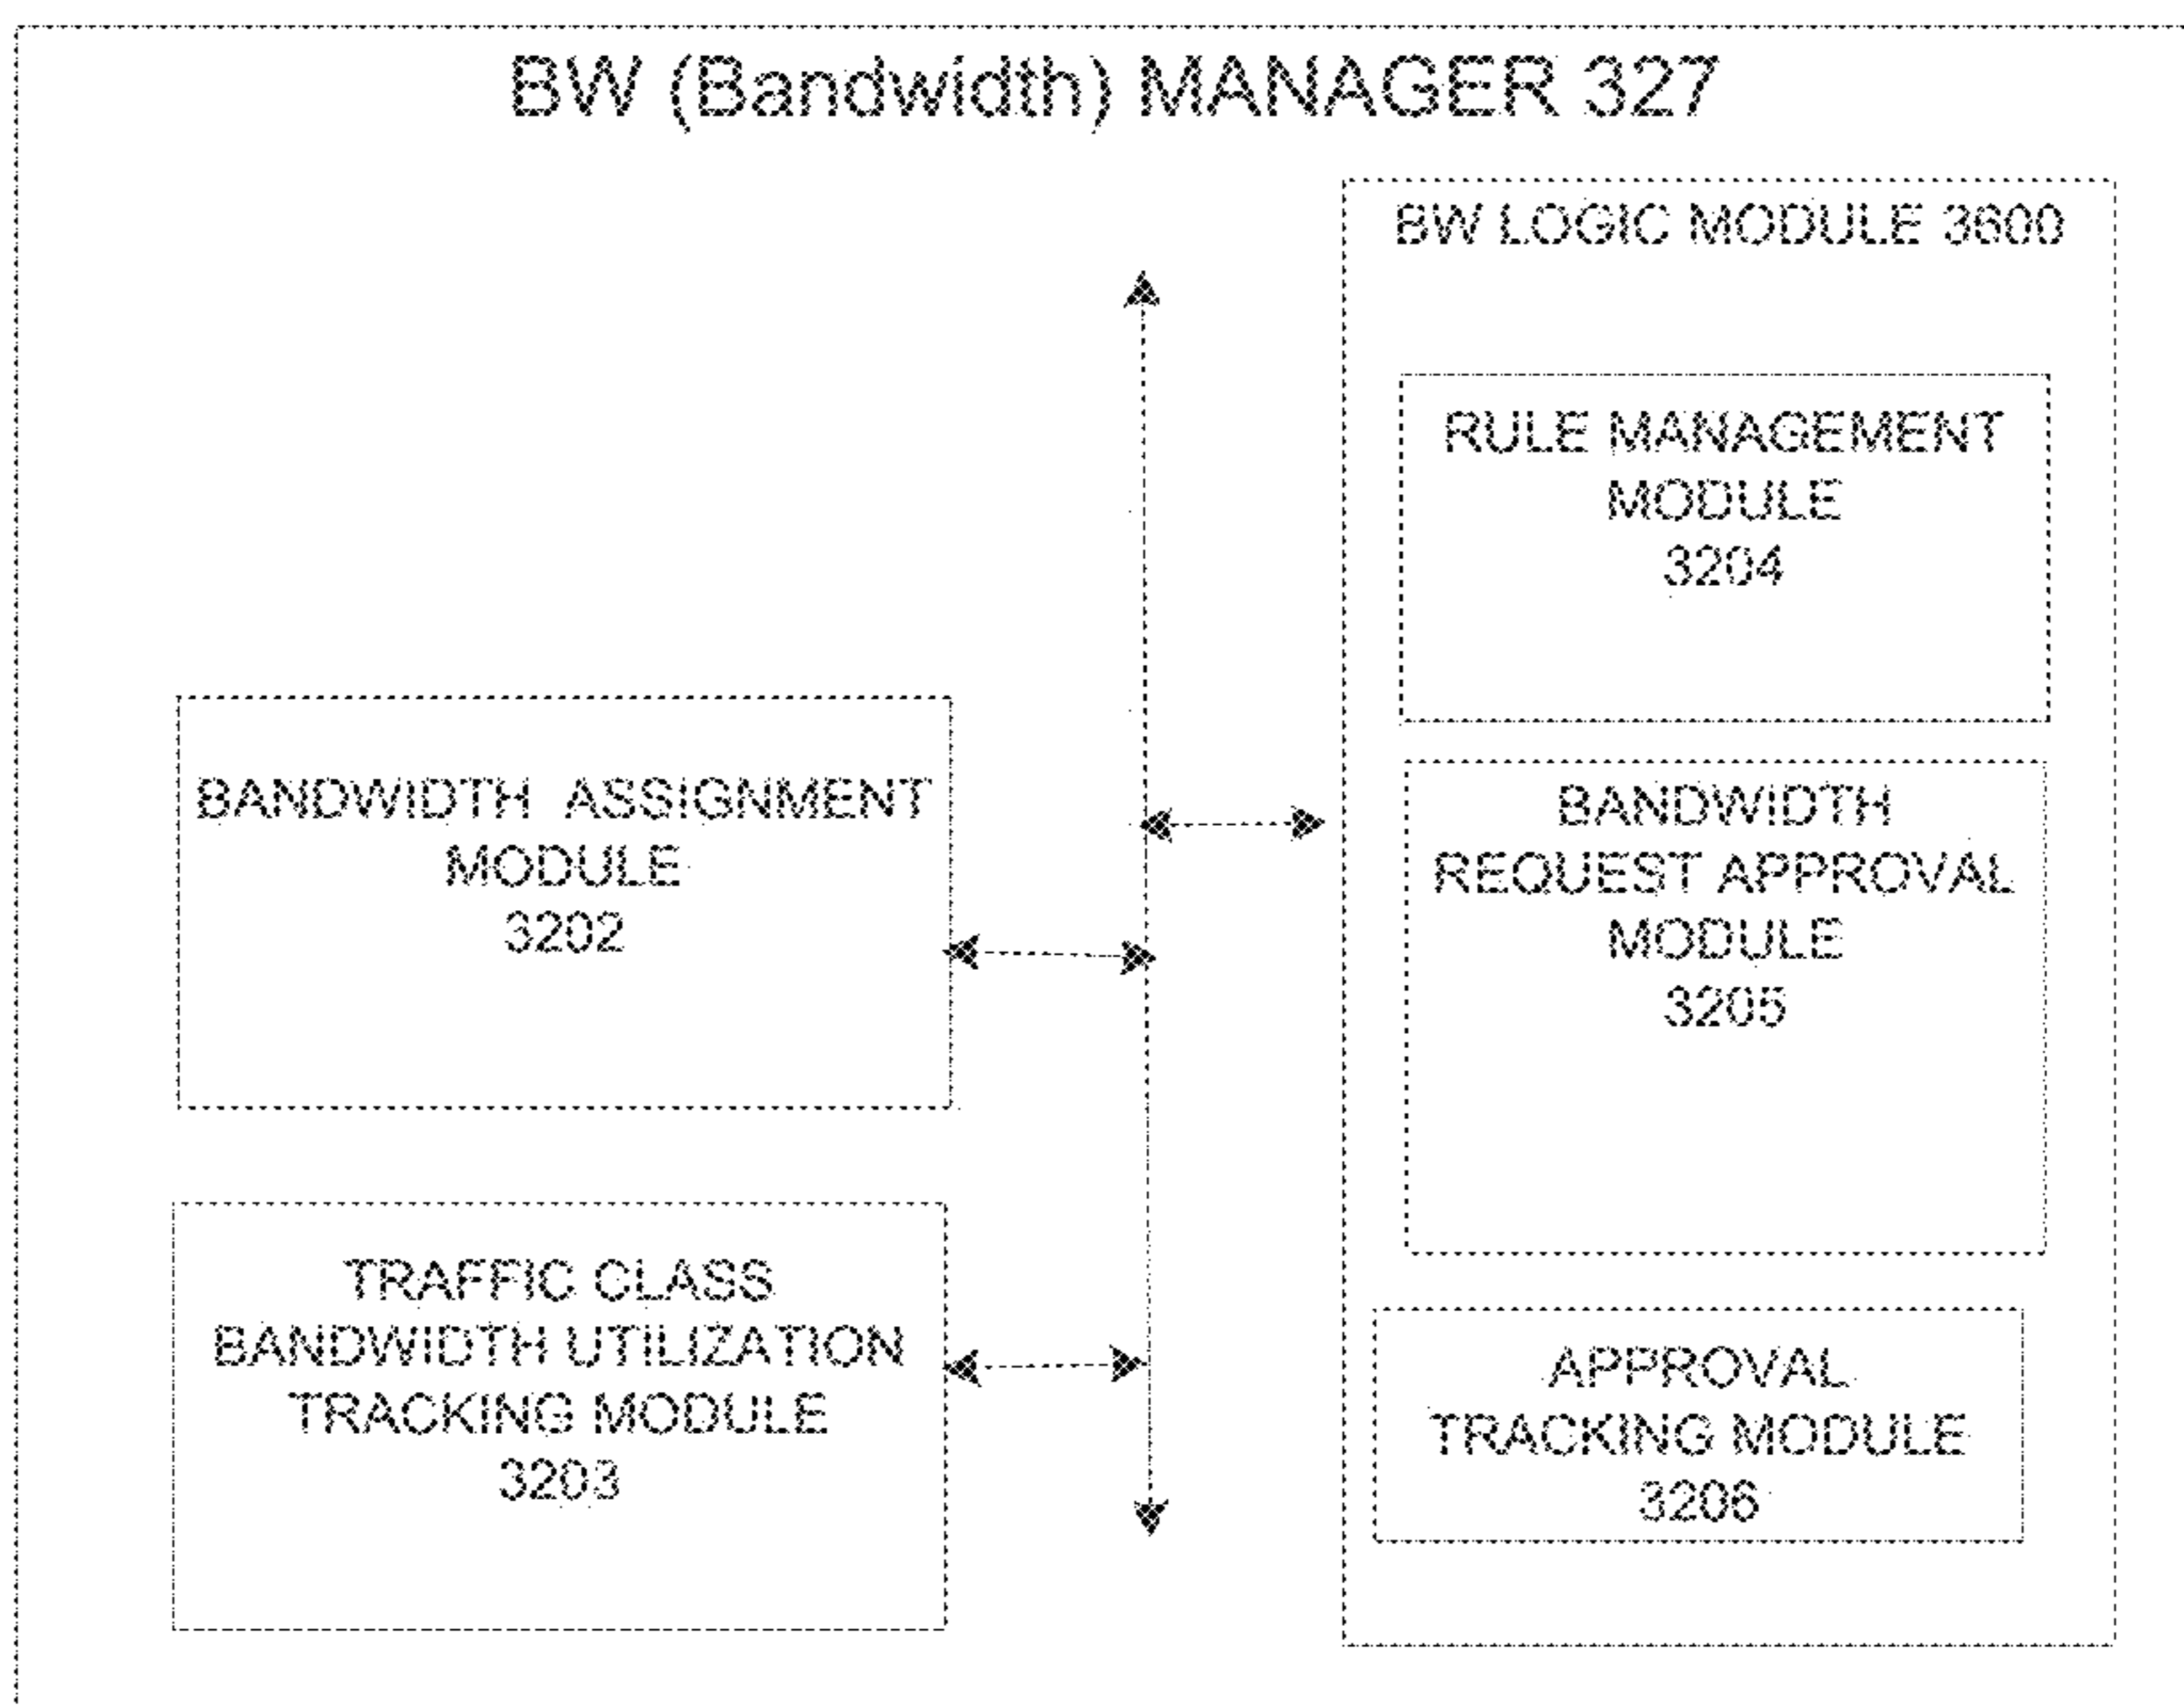 BW (Bandwidth) MANAGER 327
BW LOGIC MODULE 3600
RULE MANAGEMENT
MODULE
3204
BANDWIDTH ASSIGNMENT
MODULE
3202
BANDWIDTH
REQUEST APPROVAL
MODULE
3205
TRAFFIC CLASS
BANDWIDTH UTILIZATION
TRACKING MODULE
3203
APPROVAL
TRACKING MODULE
3206